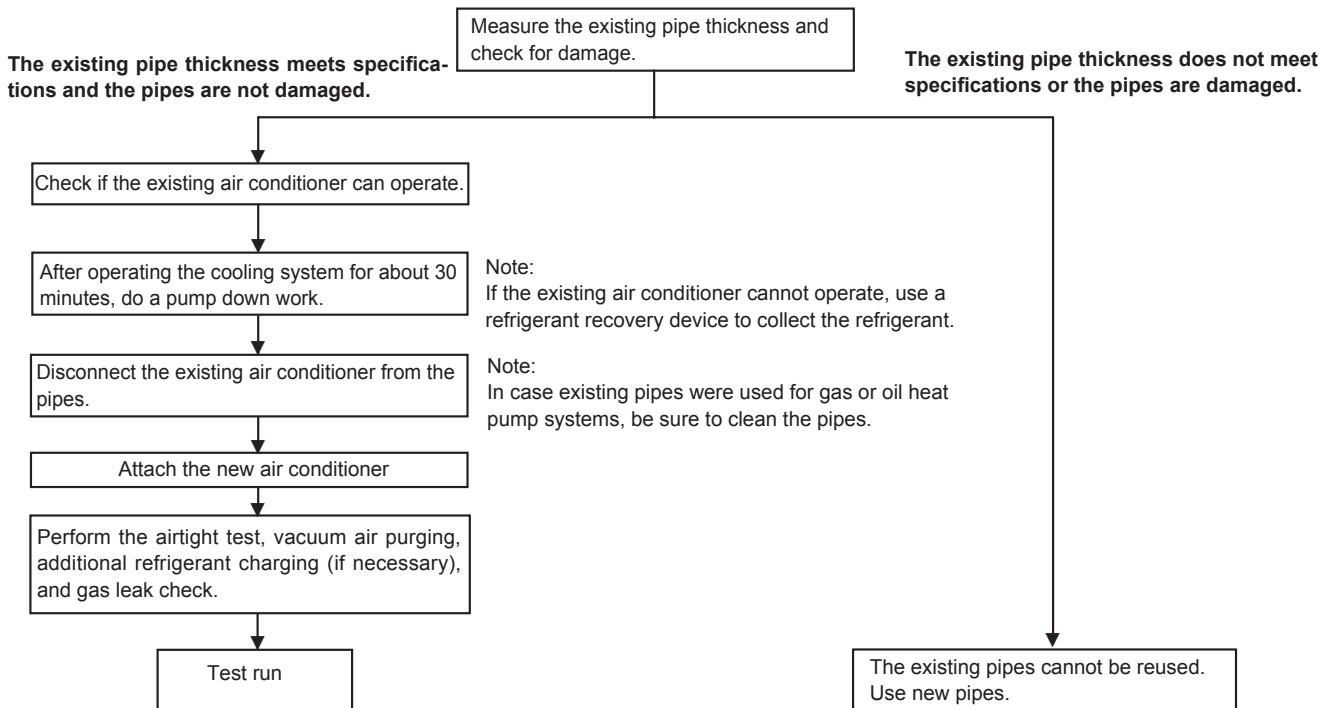 Measure the existing pipe thickness and
check for damage.
The existing pipe thickness meets specifica-
tions and the pipes are not damaged.
The existing pipe thickness does not meet
specifications or the pipes are damaged.
Check if the existing air conditioner can operate.
After operating the cooling system for about 30
minutes, do a pump down work.
Note:
If the existing air conditioner cannot operate, use a
refrigerant recovery device to collect the refrigerant.
Disconnect the existing air conditioner from the
pipes.
Note:
In case existing pipes were used for gas or oil heat
pump systems, be sure to clean the pipes.
Attach the new air conditioner
Perform the airtight test, vacuum air purging,
additional refrigerant charging (if necessary),
and gas leak check.
Test run
The existing pipes cannot be reused.
Use new pipes.